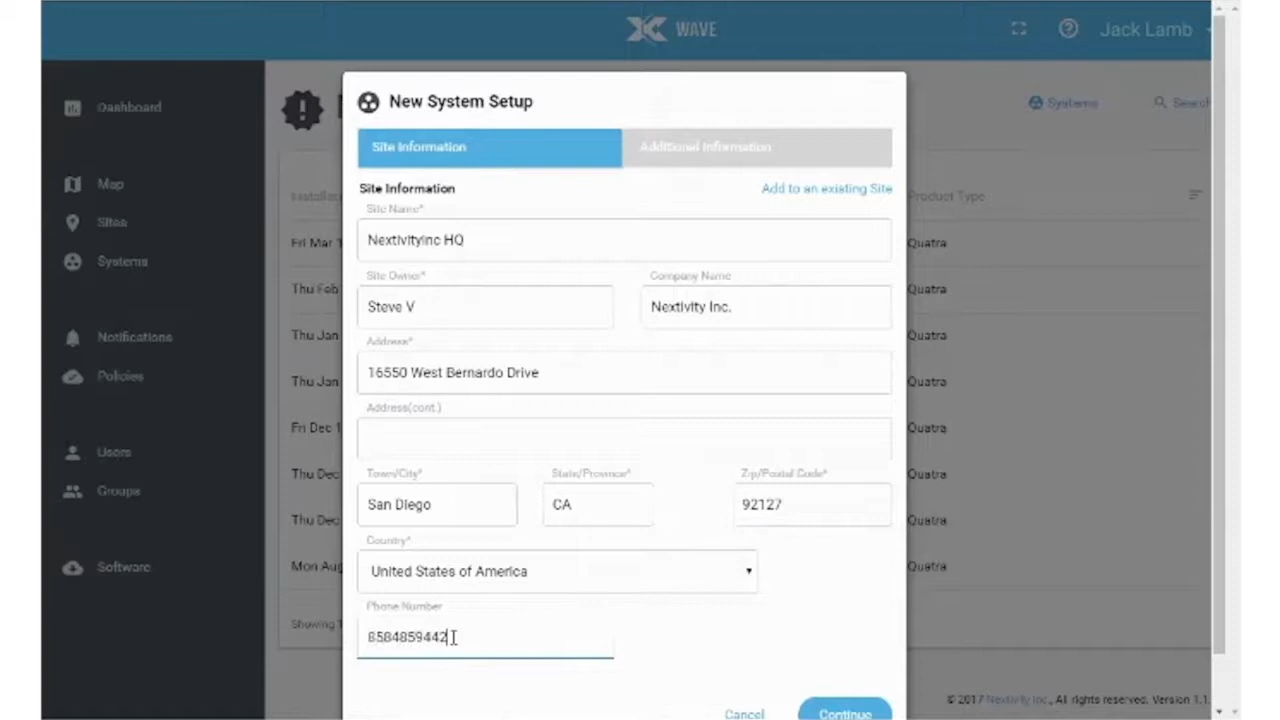 WAVE
Jack Lamb
Dashboard
Map
Sites
Systems
Notifications
Policies
Users
Groups
Software
Systems
Search
New System Setup
Site Information
Additional Information
Site Information
Add to an existing Site
Site Name*
NextivityInc HQ
Site Owner*
Company Name
Steve V
Nextivity Inc.
Address*
16550 West Bernardo Drive
Address(cont.)
Town/City*
State/Province*
Zip/Postal Code*
San Diego
CA
92127
Country*
United States of America
Phone Number
8584859442
Cancel
Continue
Product Type
Fri Mar 1
Quatra
Thu Feb
Quatra
Thu Jan
Quatra
Thu Jan
Quatra
Fri Dec 1
Quatra
Thu Dec
Quatra
Thu Dec
Quatra
Mon Aug
Quatra
Showing
© 2017 Nextivity Inc., All rights reserved. Version 1.1.